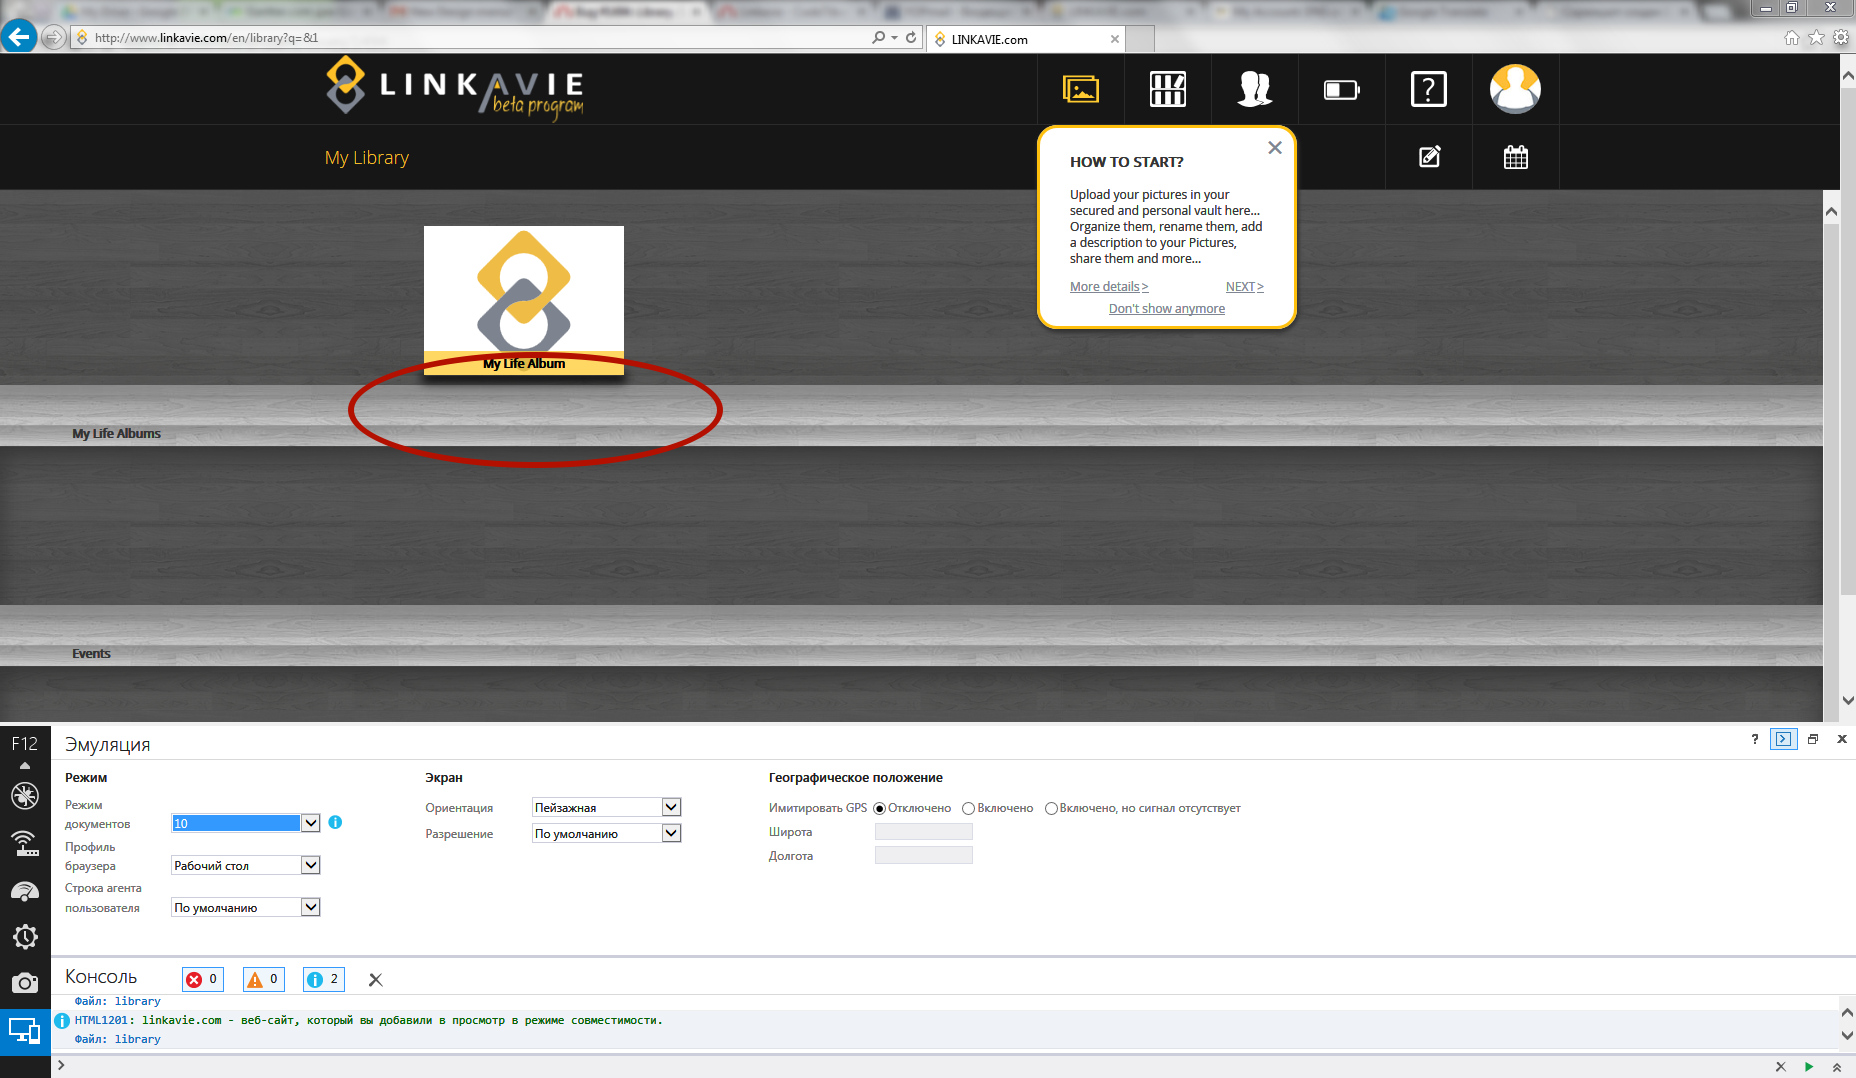 http://www.linkavie.com/en/library?q=&1
LINKAVIE.com
LINKAVIE
beta program
My Library
HOW TO START?
Upload your pictures in your
secured and personal vault here...
Organize them, rename them, add
a description to your Pictures,
share them and more...
More details >
NEXT >
Don't show anymore
My Life Album
My Life Albums
Events
F12
Эмуляция
Режим
Режим
документов
10
Профиль
браузера
Рабочий стол
Строка агента
пользователя
По умолчанию
Экран
Ориентация
Пейзажная
Разрешение
По умолчанию
Географическое положение
Имитировать GPS
Отключено
Включено
Включено, но сигнал отсутствует
Широта
Долгота
Консоль
0
0
2
Файл: library
HTML1201: linkavie.com - веб-сайт, который вы добавили в просмотр в режиме совместимости.
Файл: library